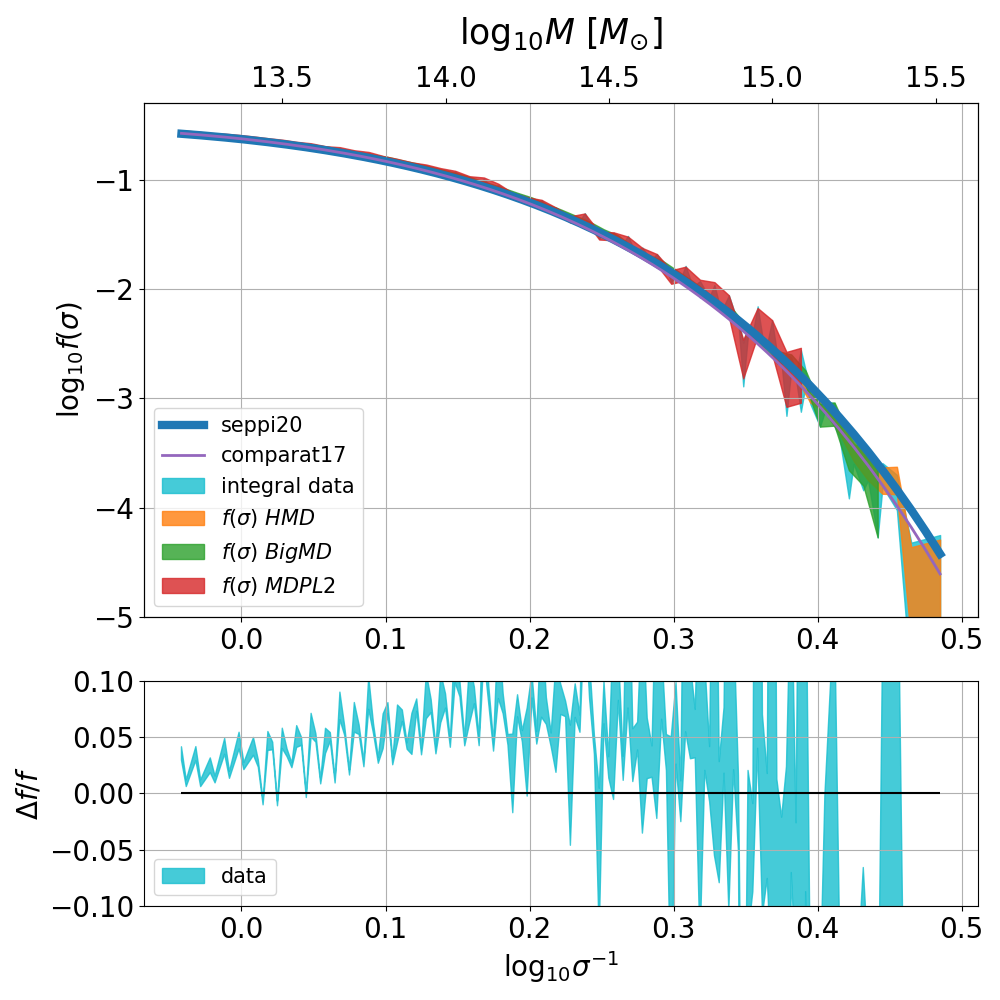 log₁₀M [M⊙]
13.5 14.0 14.5 15.0 15.5
log₁₀f(σ)
−1
−2
−3
−4
−5
seppi20
comparat17
integral data
f(σ) HMD
f(σ) BigMD
f(σ) MDPL2
0.0 0.1 0.2 0.3 0.4 0.5
Δf/f
0.10
0.05
0.00
−0.05
−0.10
data
0.0 0.1 0.2 0.3 0.4 0.5
log₁₀σ⁻¹